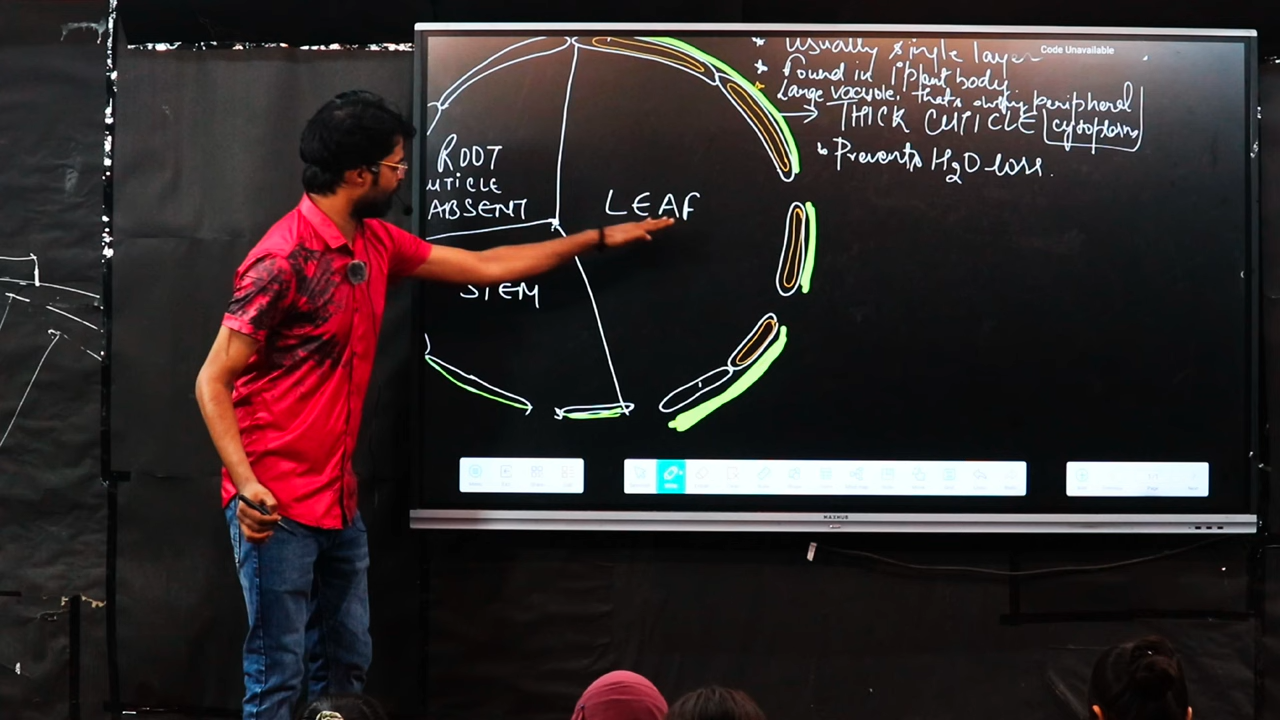 * Usually single layer
Code Unavailable
* found in 1° plant body
Large vacuole, that's why peripheral
→ THICK CUTICLE cytoplasm
Prevents H2O loss.
ROOT
UTICLE
ABSENT
LEAF
STEM
MAXHUB